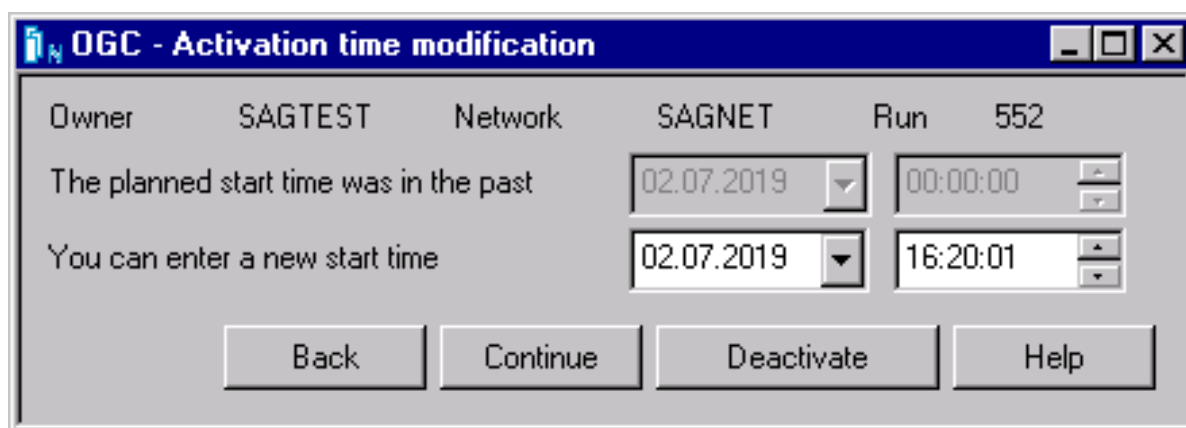 OGC - Activation time modification
Owner SAGTEST Network SAGNET Run 552
The planned start time was in the past 02.07.2019 00:00:00
You can enter a new start time 02.07.2019 16:20:01
Back Continue Deactivate Help